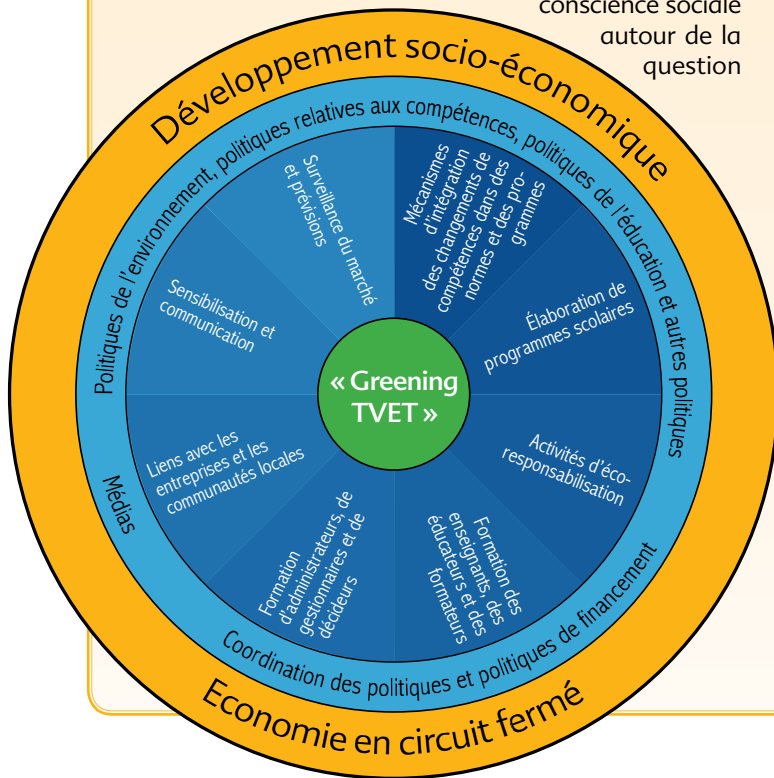 conscience sociale
autour de la
question
Développement socio-économique
Politiques de l'environnement, politiques relatives aux compétences, politiques de l'éducation et autres politiques
Surveillance du marché
et prévisions
Mécanismes
d'intégration
des changements de
compétences dans des
normes et des pro-
grammes
Sensibilisation et
communication
Élaboration de
programmes scolaires
« Greening
TVET »
Liens avec les
entreprises et les
communautés locales
Activités d'éco-
responsabilisation
Formation
d'administrateurs, de
gestionnaires et de
décideurs
Formation des
enseignants, des
éducateurs et des
formateurs
Médias
Coordination des politiques et politiques de financement
Economie en circuit fermé